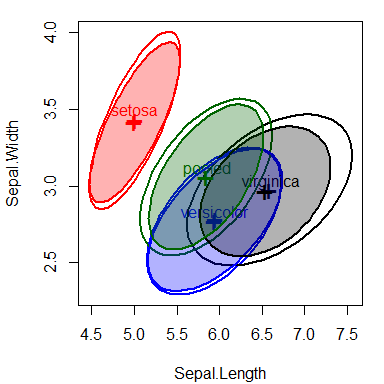 4.0
3.5
3.0
2.5
Sepal.Width
setosa
pooled
virginica
versicolor
4.5 5.0 5.5 6.0 6.5 7.0 7.5
Sepal.Length